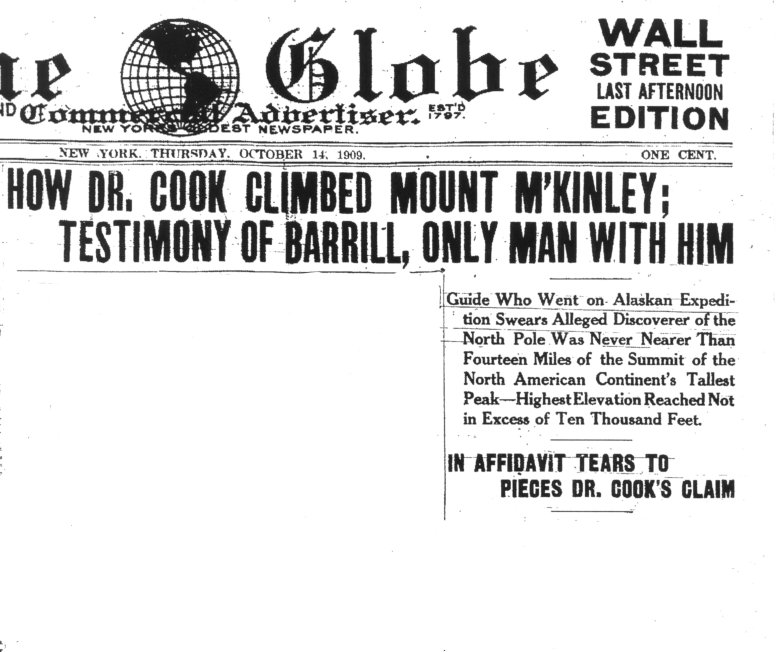 he Globe
ND Commercial Advertiser. EST'D 1797.
NEW YORK'S OLDEST NEWSPAPER.
WALL
STREET
LAST AFTERNOON
EDITION
NEW YORK, THURSDAY, OCTOBER 14, 1909. ONE CENT.
HOW DR. COOK CLIMBED MOUNT M'KINLEY;
TESTIMONY OF BARRILL, ONLY MAN WITH HIM
Guide Who Went on Alaskan Expedi-
tion Swears Alleged Discoverer of the
North Pole Was Never Nearer Than
Fourteen Miles of the Summit of the
North American Continent's Tallest
Peak—Highest Elevation Reached Not
in Excess of Ten Thousand Feet.
IN AFFIDAVIT TEARS TO
PIECES DR. COOK'S CLAIM